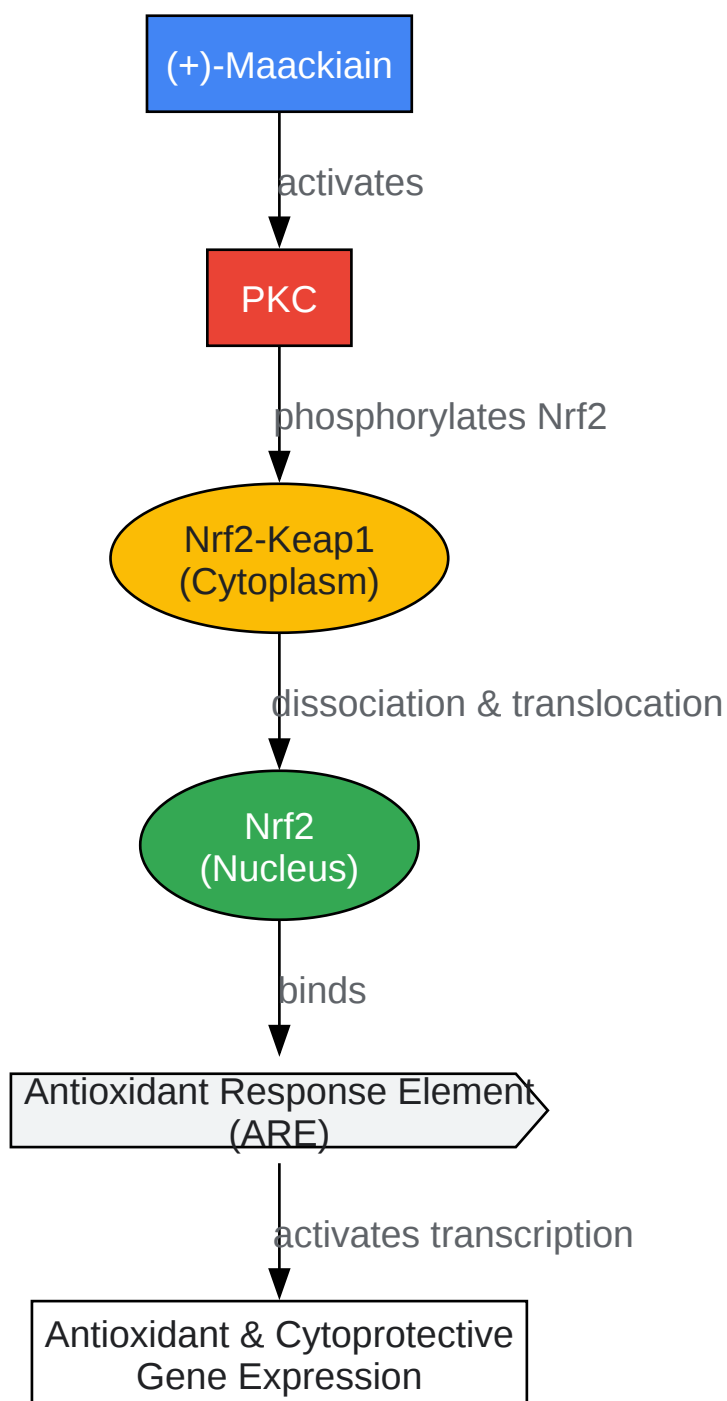 (+)-Maackiain
activates
PKC
phosphorylates Nrf2
Nrf2-Keap1
(Cytoplasm)
dissociation & translocation
Nrf2
(Nucleus)
binds
Antioxidant Response Element
(ARE)
activates transcription
Antioxidant & Cytoprotective
Gene Expression